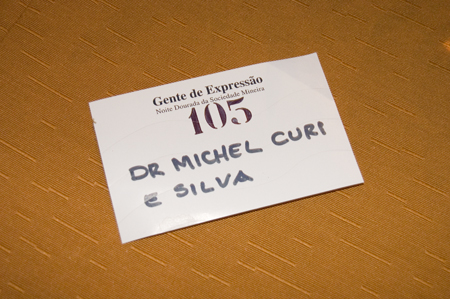 Gente de Expressão
Noite Dourada da Sociedade Mineira
105
DR MICHEL CURI
E SILVA